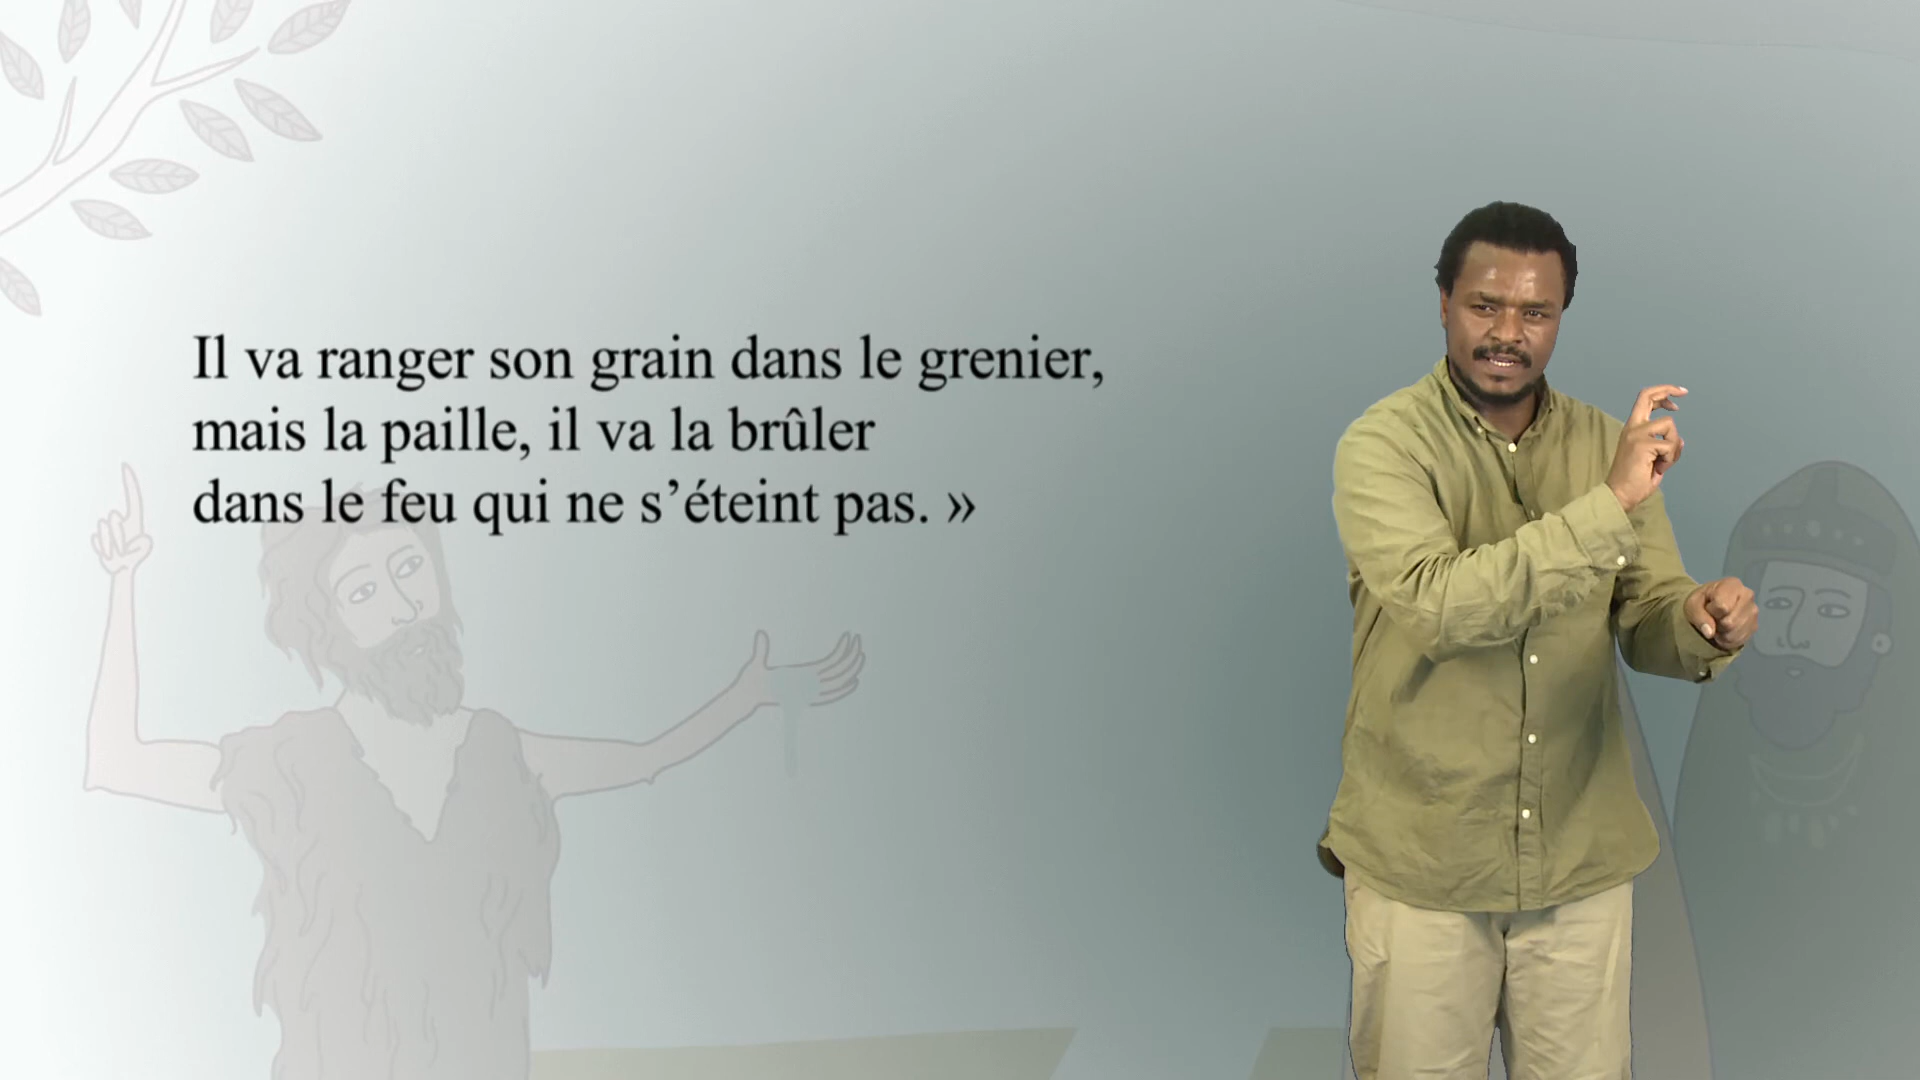 Il va ranger son grain dans le grenier,
mais la paille, il va la brûler
dans le feu qui ne s’éteint pas. »